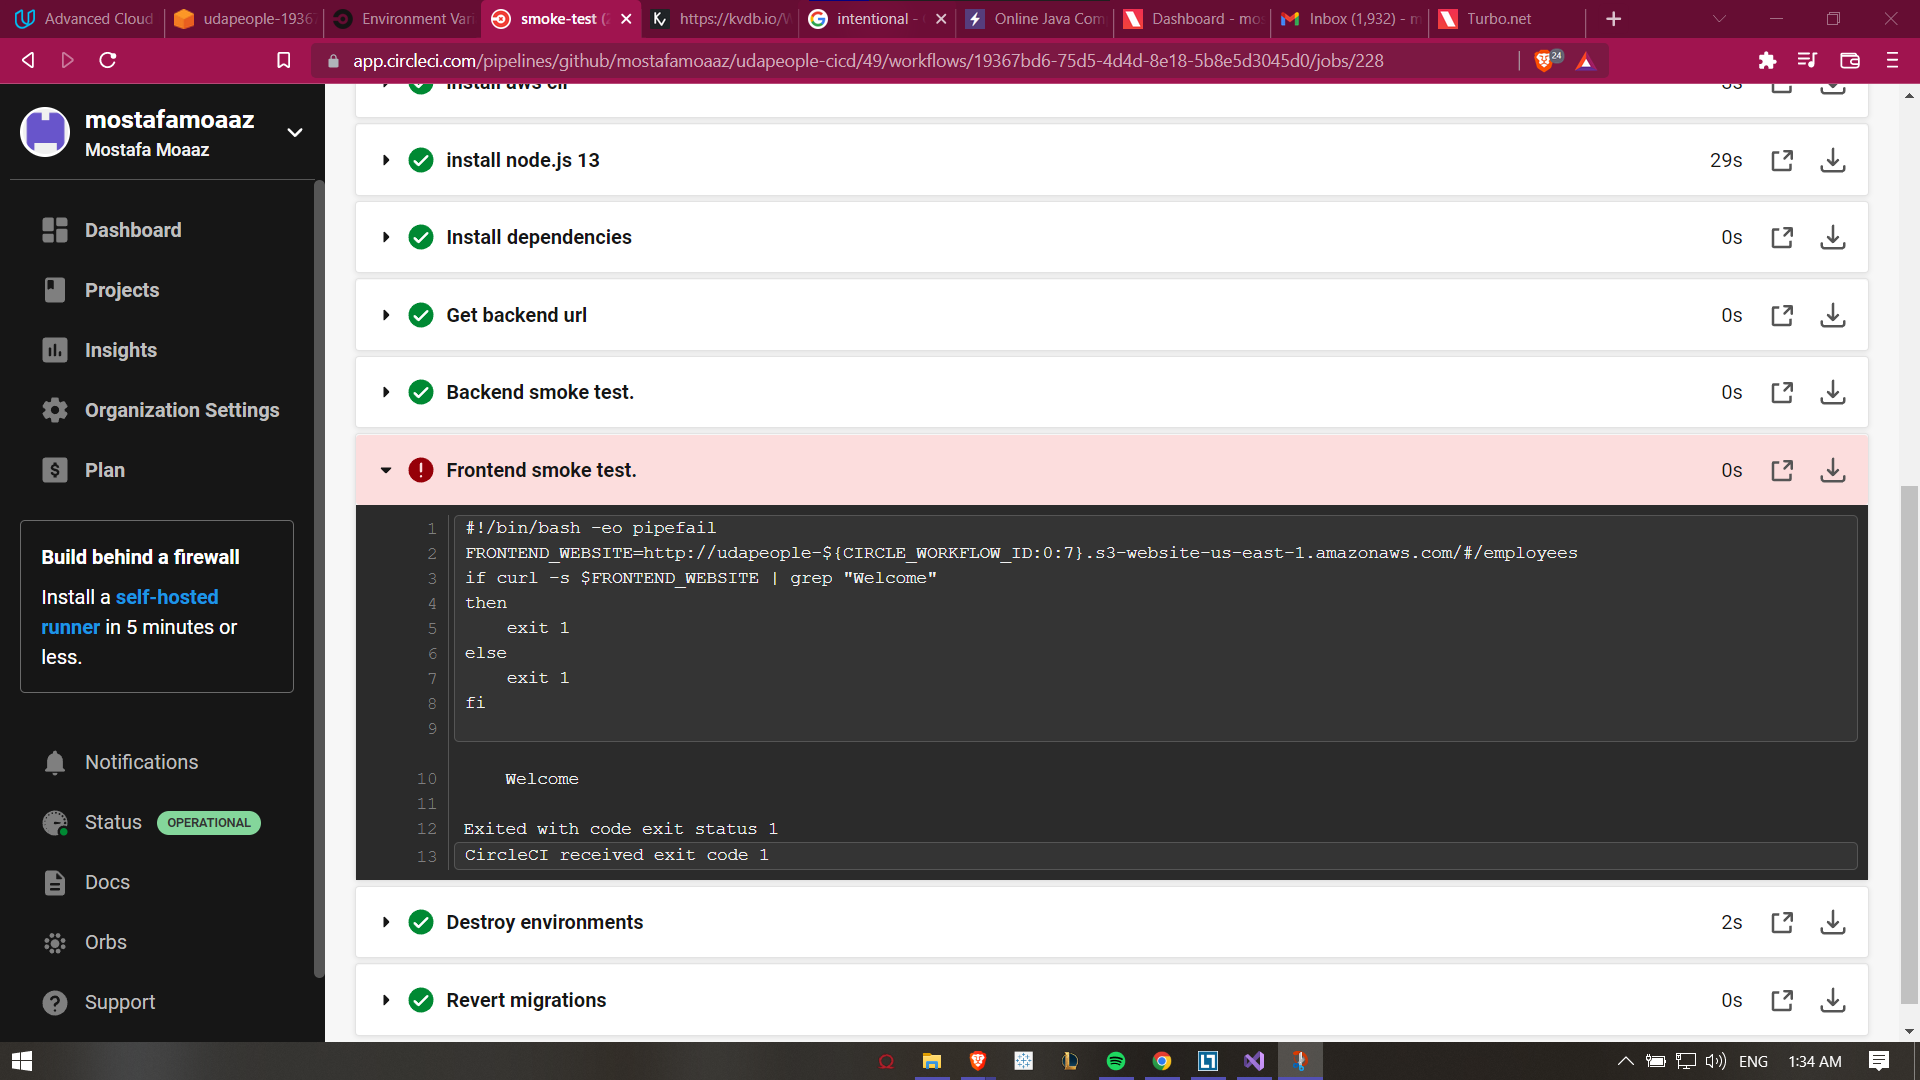 Advanced Cloud
udapeople-1936
Environment Vari
smoke-test (
https://kvdb.io/
intentional -
Online Java Com
Dashboard - mos
Inbox (1,932) - m
Turbo.net
app.circleci.com/pipelines/github/mostafamoaaz/udapeople-cicd/49/workflows/19367bd6-75d5-4d4d-8e18-5b8e5d3045d0/jobs/228
24
mostafamoaaz
Mostafa Moaaz
Dashboard
Projects
Insights
Organization Settings
Plan
Build behind a firewall
Install a self-hosted
runner in 5 minutes or
less.
Notifications
Status OPERATIONAL
Docs
Orbs
Support
install aws cli
install node.js 13 29s
Install dependencies 0s
Get backend url 0s
Backend smoke test. 0s
Frontend smoke test. 0s
1 #!/bin/bash -eo pipefail
2 FRONTEND_WEBSITE=http://udapeople-${CIRCLE_WORKFLOW_ID:0:7}.s3-website-us-east-1.amazonaws.com/#/employees
3 if curl -s $FRONTEND_WEBSITE | grep "Welcome"
4 then
5 exit 1
6 else
7 exit 1
8 fi
9
10 Welcome
11
12 Exited with code exit status 1
13 CircleCI received exit code 1
Destroy environments 2s
Revert migrations 0s
ENG
1:34 AM